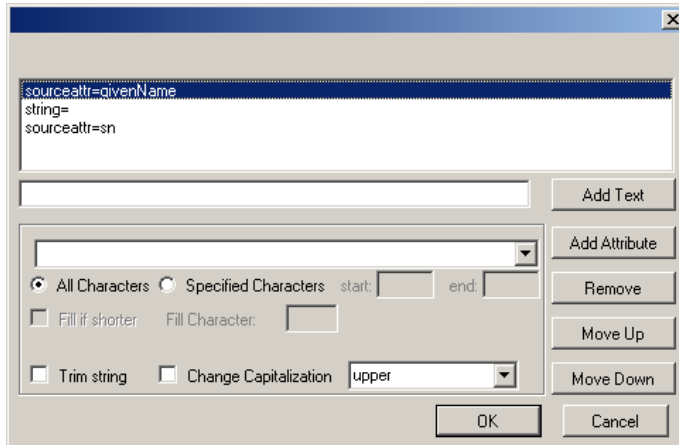 sourceattr=givenName
string=
sourceattr=sn
Add Text
Add Attribute
All Characters Specified Characters start: end:
Remove
Fill if shorter Fill Character:
Move Up
Trim string Change Capitalization upper
Move Down
OK Cancel